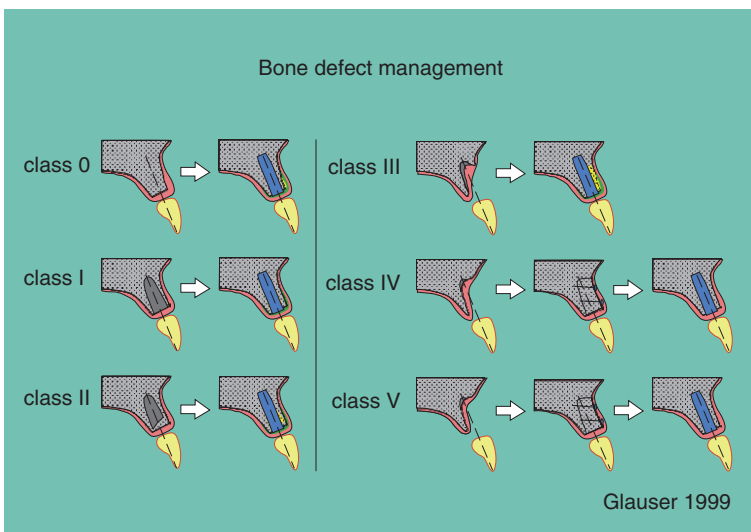 Bone defect management
class 0
class I
class II
class III
class IV
class V
Glauser 1999